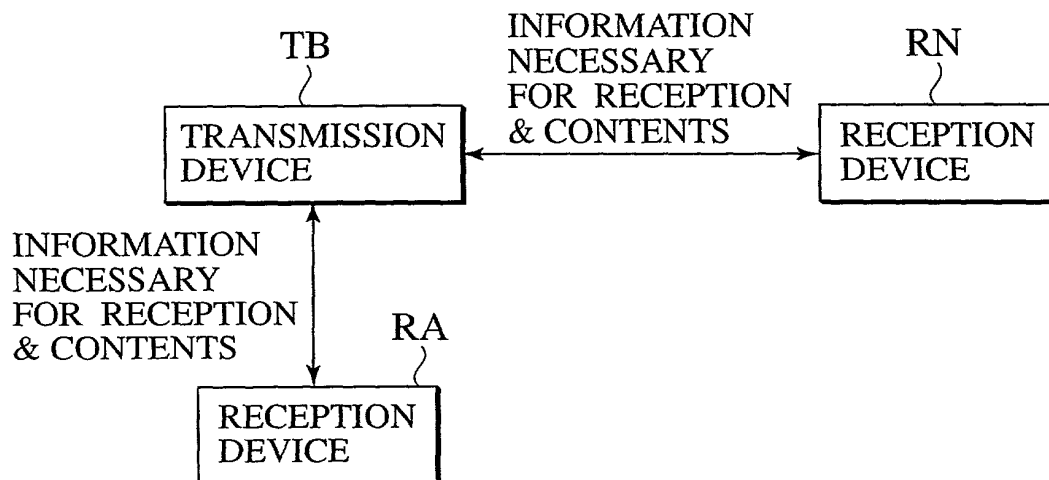 TB
TRANSMISSION
DEVICE
INFORMATION
NECESSARY
FOR RECEPTION
& CONTENTS
RN
RECEPTION
DEVICE
INFORMATION
NECESSARY
FOR RECEPTION
& CONTENTS
RA
RECEPTION
DEVICE